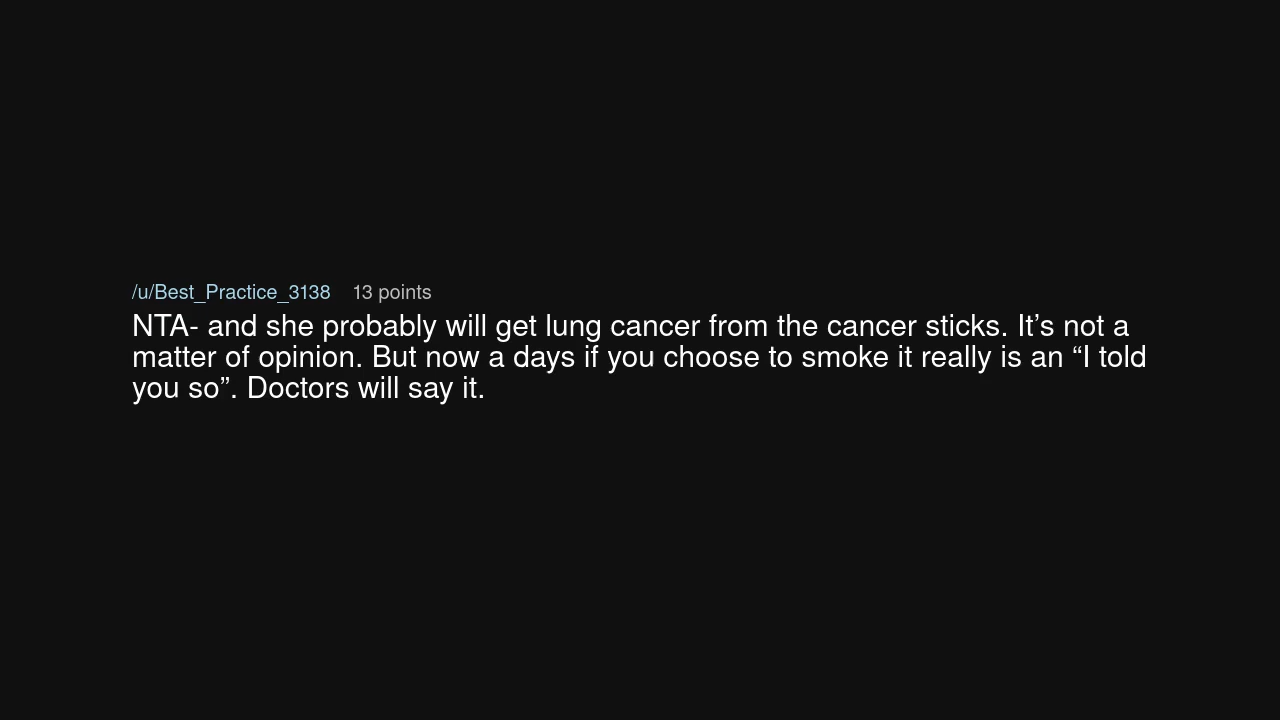 /u/Best_Practice_3138 13 points
NTA- and she probably will get lung cancer from the cancer sticks. It’s not a
matter of opinion. But now a days if you choose to smoke it really is an “I told
you so”. Doctors will say it.